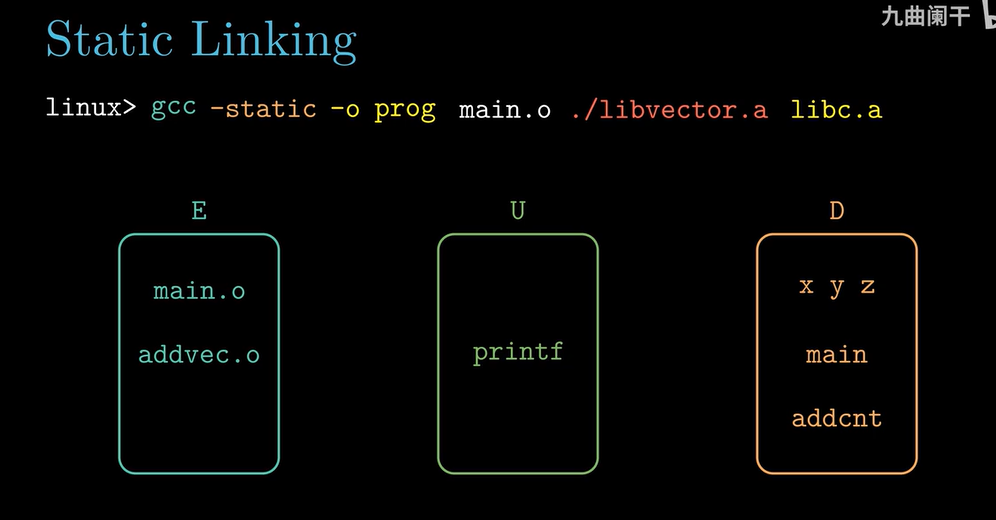 九曲阑干
Static Linking
linux> gcc -static -o prog main.o ./libvector.a libc.a
E U D
main.o
addvec.o
printf
x y z
main
addcnt